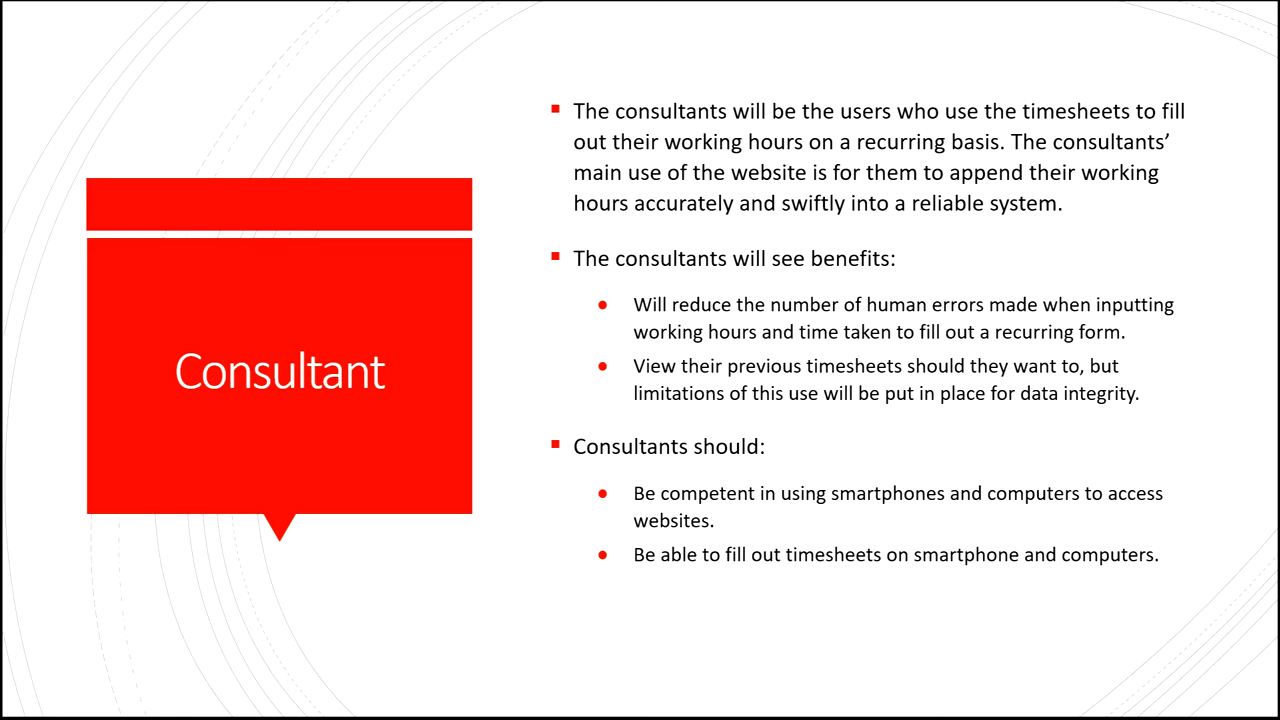 Consultant
The consultants will be the users who use the timesheets to fill
out their working hours on a recurring basis. The consultants’
main use of the website is for them to append their working
hours accurately and swiftly into a reliable system.
The consultants will see benefits:
Will reduce the number of human errors made when inputting
working hours and time taken to fill out a recurring form.
View their previous timesheets should they want to, but
limitations of this use will be put in place for data integrity.
Consultants should:
Be competent in using smartphones and computers to access
websites.
Be able to fill out timesheets on smartphone and computers.